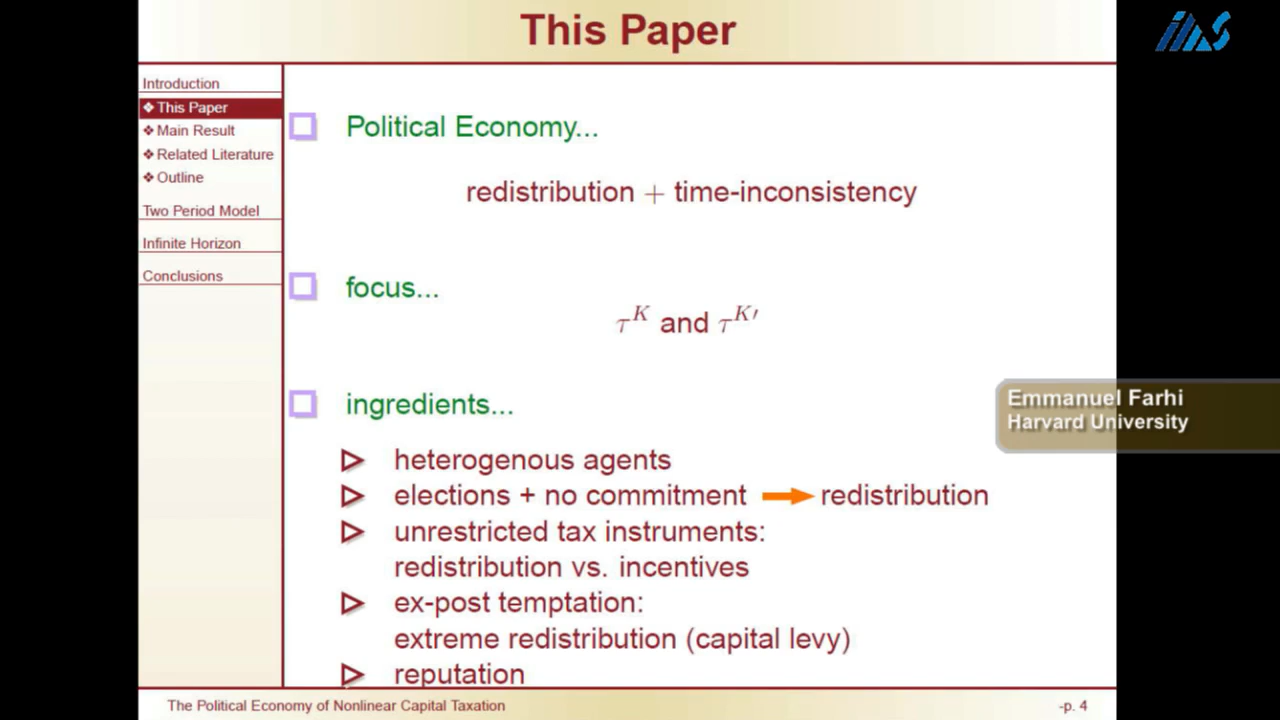 This Paper
IMS
Introduction
❖ This Paper
❖ Main Result
❖ Related Literature
❖ Outline
Two Period Model
Infinite Horizon
Conclusions
Political Economy...
redistribution + time-inconsistency
focus...
τ^K and τ^K′
ingredients...
heterogenous agents
elections + no commitment ➡ redistribution
unrestricted tax instruments:
redistribution vs. incentives
ex-post temptation:
extreme redistribution (capital levy)
reputation
Emmanuel Farhi
Harvard University
The Political Economy of Nonlinear Capital Taxation
-p. 4